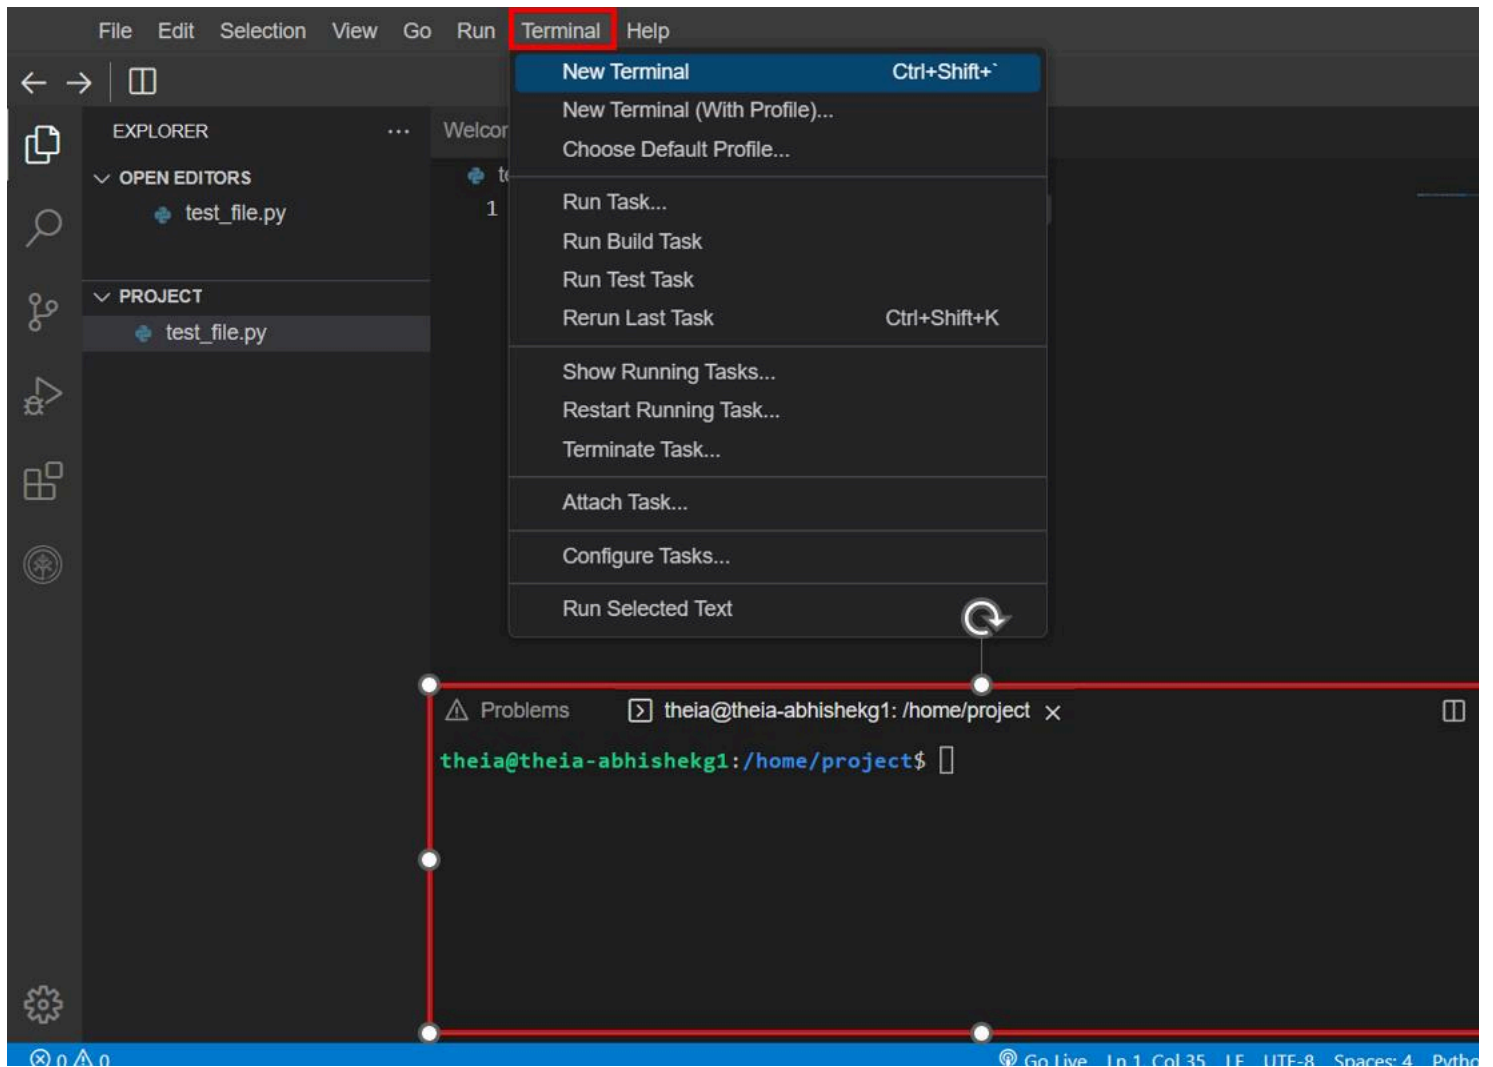 File Edit Selection View Go Run Terminal Help
EXPLORER
OPEN EDITORS
test_file.py
PROJECT
test_file.py
1
New Terminal Ctrl+Shift+`
New Terminal (With Profile)...
Choose Default Profile...
Run Task...
Run Build Task
Run Test Task
Rerun Last Task Ctrl+Shift+K
Show Running Tasks...
Restart Running Task...
Terminate Task...
Attach Task...
Configure Tasks...
Run Selected Text
Problems theia@theia-abhishekg1: /home/project
theia@theia-abhishekg1:/home/project$
0 0 Go Live Ln 1, Col 35 LF UTF-8 Spaces: 4